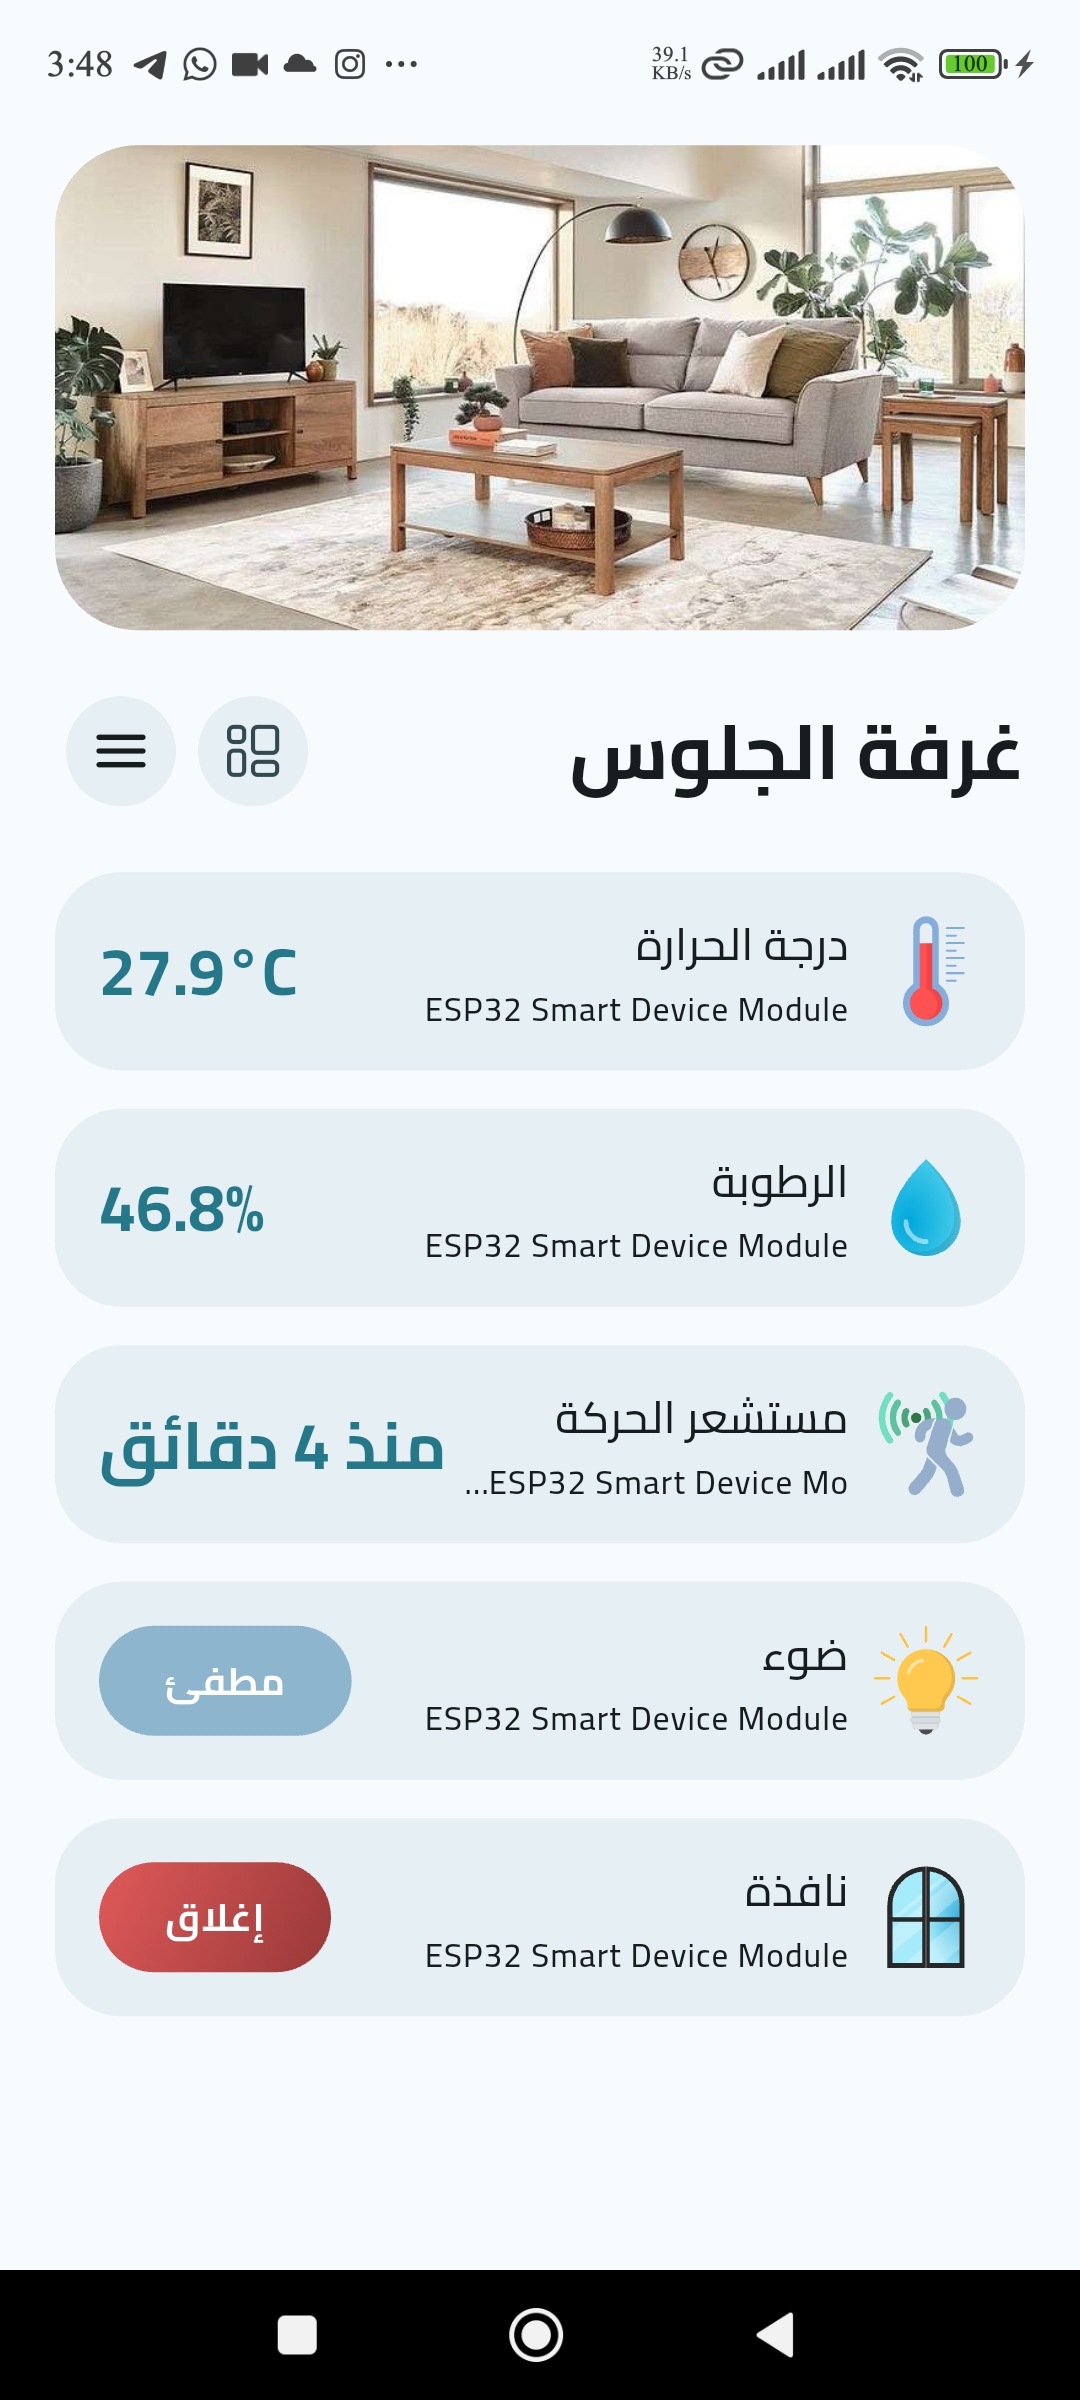 3:48
39.1
KB/s
100
غرفة الجلوس
درجة الحرارة
ESP32 Smart Device Module
27.9°C
الرطوبة
ESP32 Smart Device Module
46.8%
مستشعر الحركة
ESP32 Smart Device Mo...
منذ 4 دقائق
ضوء
ESP32 Smart Device Module
مطفئ
نافذة
ESP32 Smart Device Module
إغلاق